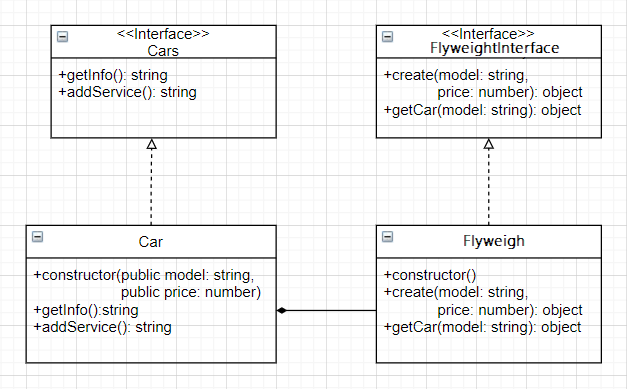 <<Interface>>
Cars
+getInfo(): string
+addService(): string
<<Interface>>
FlyweightInterface
+create(model: string,
price: number): object
+getCar(model: string): object
Car
+constructor(public model: string,
public price: number)
+getInfo():string
+addService(): string
Flyweigh
+constructor()
+create(model: string,
price: number): object
+getCar(model: string): object